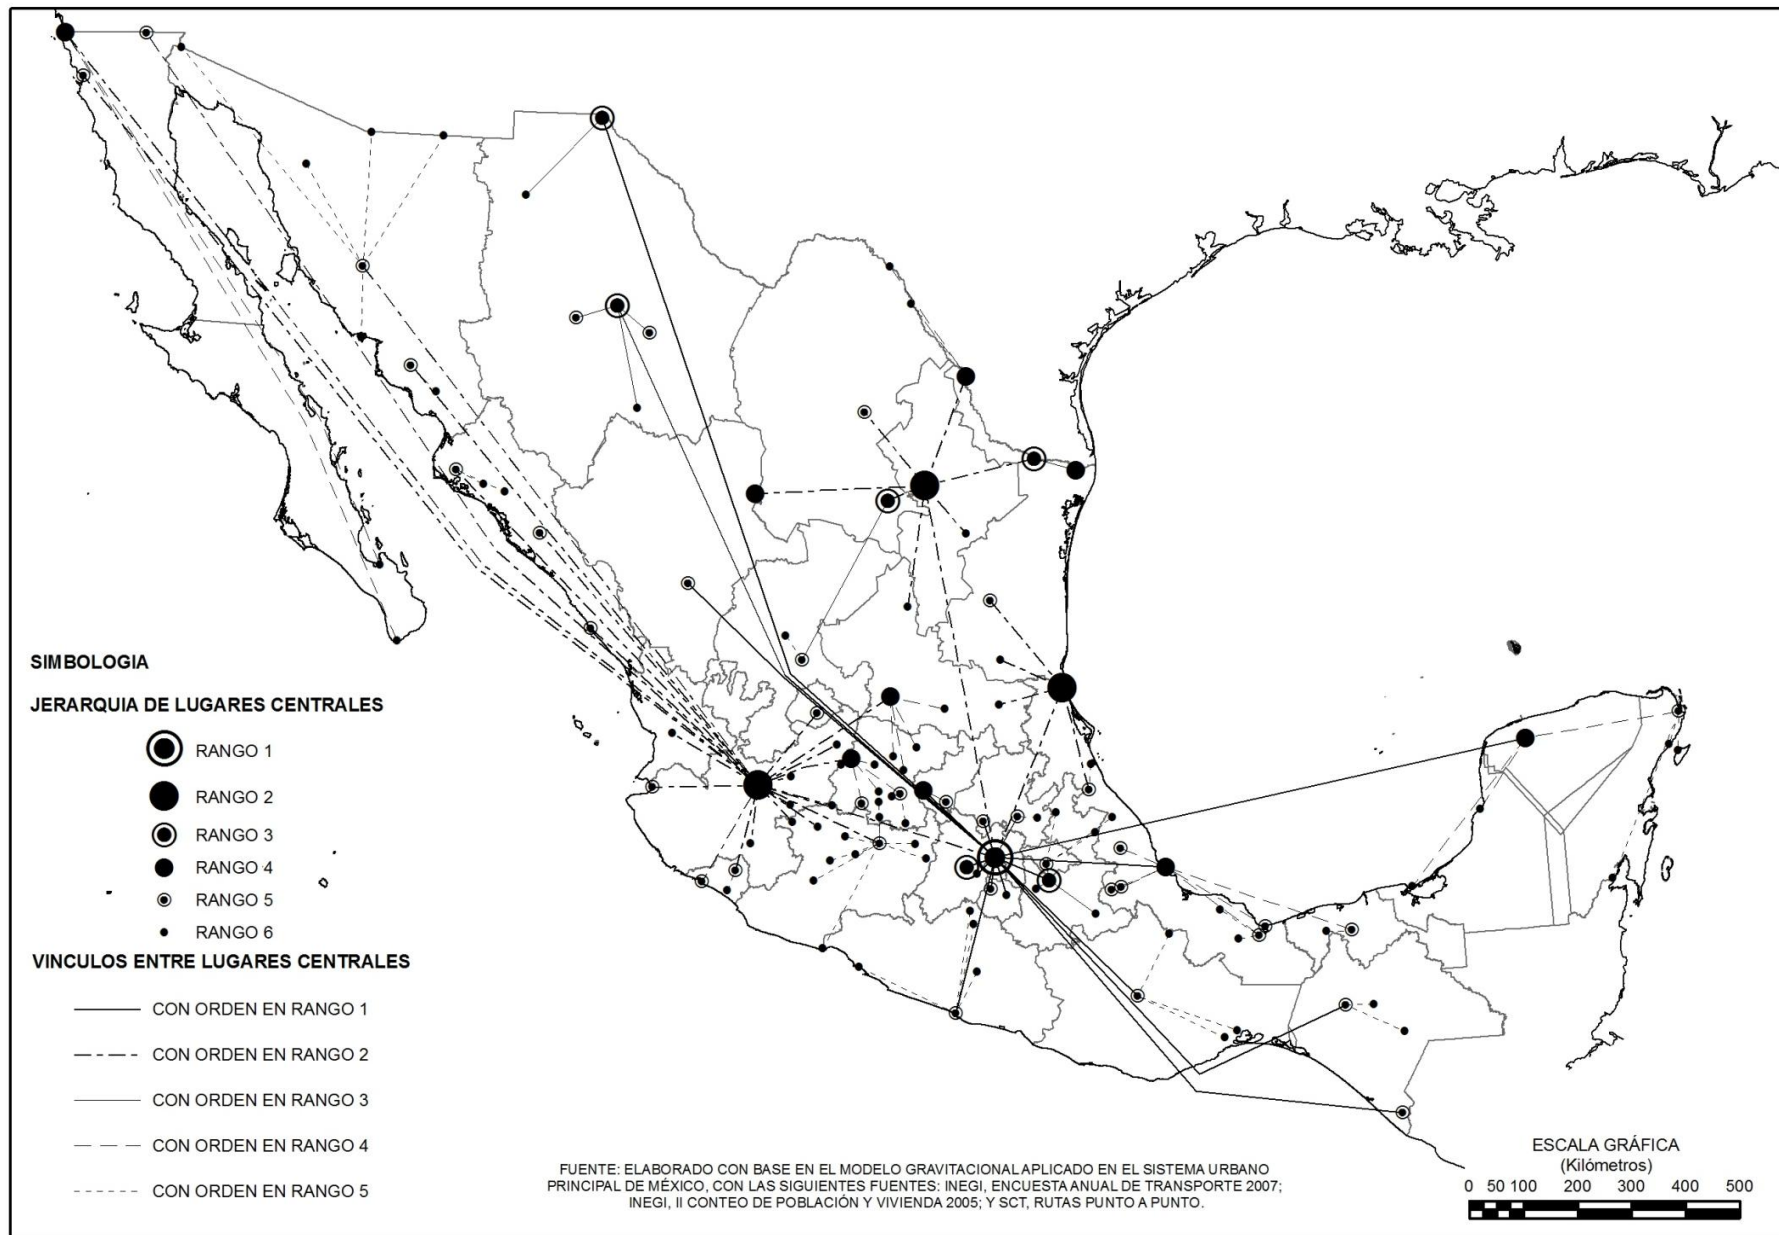 SIMBOLOGIA
JERARQUIA DE LUGARES CENTRALES
RANGO 1
RANGO 2
RANGO 3
RANGO 4
RANGO 5
RANGO 6
VINCULOS ENTRE LUGARES CENTRALES
CON ORDEN EN RANGO 1
CON ORDEN EN RANGO 2
CON ORDEN EN RANGO 3
CON ORDEN EN RANGO 4
CON ORDEN EN RANGO 5
FUENTE: ELABORADO CON BASE EN EL MODELO GRAVITACIONAL APLICADO EN EL SISTEMA URBANO
PRINCIPAL DE MÉXICO, CON LAS SIGUIENTES FUENTES: INEGI, ENCUESTA ANUAL DE TRANSPORTE 2007;
INEGI, II CONTEO DE POBLACIÓN Y VIVIENDA 2005; Y SCT, RUTAS PUNTO A PUNTO.
ESCALA GRÁFICA
(Kilómetros)
0 50 100 200 300 400 500